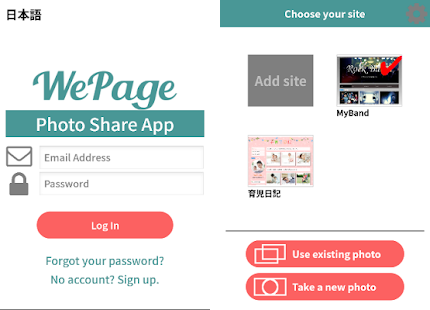 日本語
WePage
Photo Share App
Email Address
Password
Log In
Forgot your password?
No account? Sign up.
Choose your site
Add site
MyBand
育児日記
Use existing photo
Take a new photo